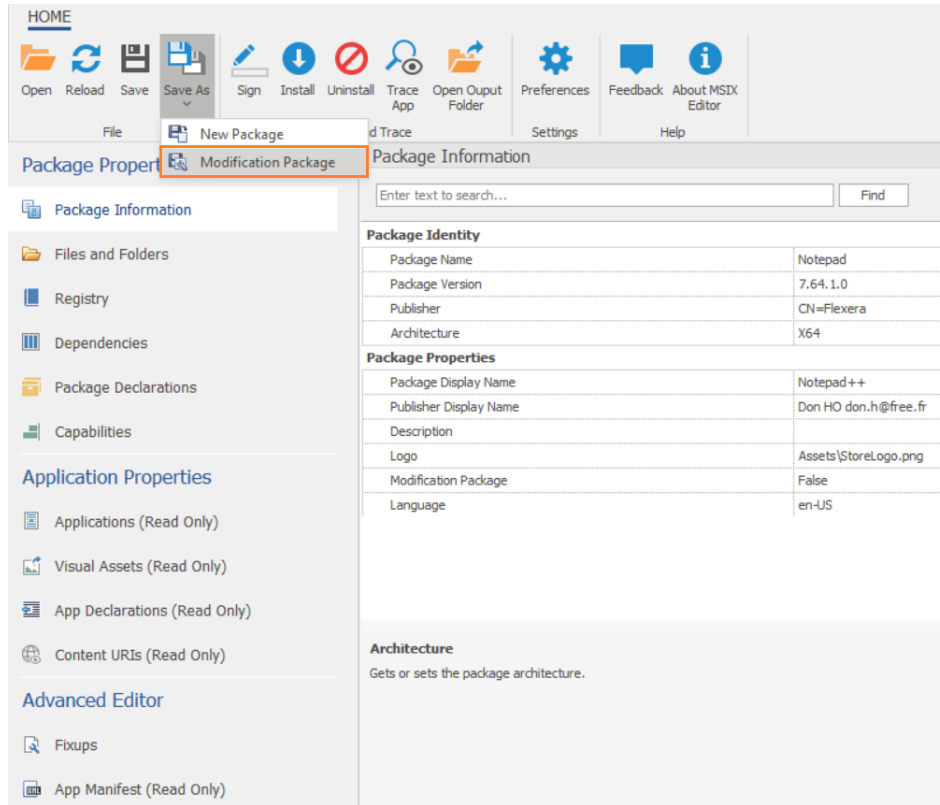 HOME
Open Reload Save Save As Sign Install Uninstall Trace App Open Ouput Folder Preferences Feedback About MSIX Editor
File d Trace Settings Help
New Package
Modification Package
Package Propert
Package Information
Files and Folders
Registry
Dependencies
Package Declarations
Capabilities
Application Properties
Applications (Read Only)
Visual Assets (Read Only)
App Declarations (Read Only)
Content URIs (Read Only)
Advanced Editor
Fixups
App Manifest (Read Only)
Package Information
Enter text to search... Find
Package Identity
Package Name Notepad
Package Version 7.64.1.0
Publisher CN=Flexera
Architecture X64
Package Properties
Package Display Name Notepad++
Publisher Display Name Don HO don.h@free.fr
Description
Logo Assets\StoreLogo.png
Modification Package False
Language en-US
Architecture
Gets or sets the package architecture.